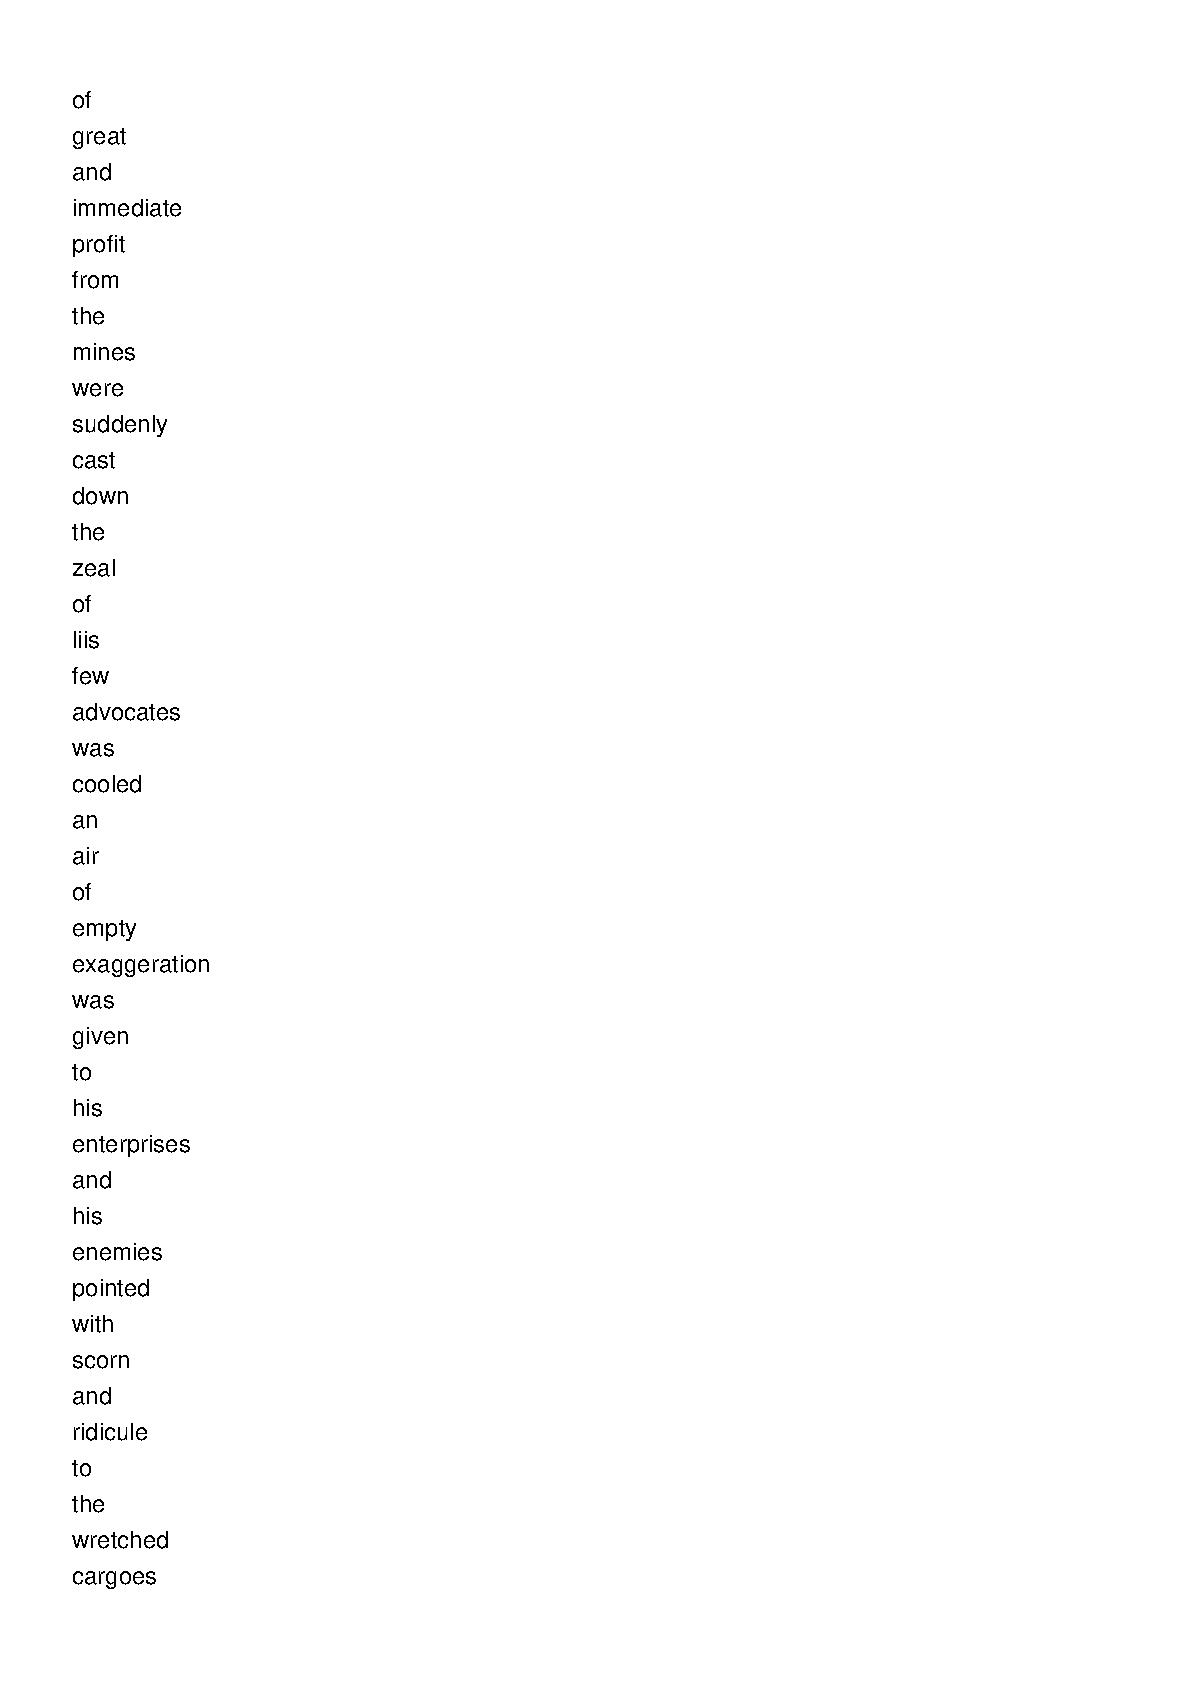 of
great
and
immediate
profit
from
the
mines
were
suddenly
cast
down
the
zeal
of
liis
few
advocates
was
cooled
an
air
of
empty
exaggeration
was
given
to
his
enterprises
and
his
enemies
pointed
with
scorn
and
ridicule
to
the
wretched
cargoes